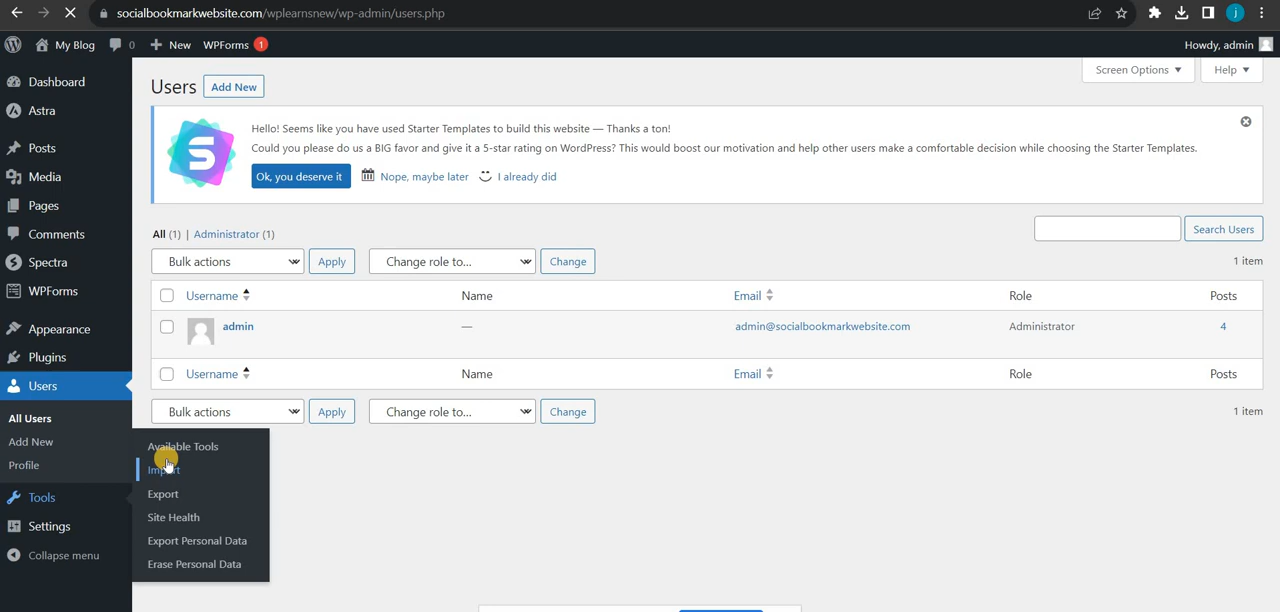 socialbookmarkwebsite.com/wplearnsnew/wp-admin/users.php
j
My Blog 0 New WPForms 1 Howdy, admin
Screen Options Help
Dashboard
Astra
Posts
Media
Pages
Comments
Spectra
WPForms
Appearance
Plugins
Users
All Users
Add New
Profile
Tools
Settings
Collapse menu
Available Tools
Import
Export
Site Health
Export Personal Data
Erase Personal Data
Users Add New
Hello! Seems like you have used Starter Templates to build this website — Thanks a ton!
Could you please do us a BIG favor and give it a 5-star rating on WordPress? This would boost our motivation and help other users make a comfortable decision while choosing the Starter Templates.
Ok, you deserve it Nope, maybe later I already did
All (1) | Administrator (1)
Search Users
Bulk actions Apply Change role to... Change 1 item
Username Name Email Role Posts
admin — admin@socialbookmarkwebsite.com Administrator 4
Username Name Email Role Posts
Bulk actions Apply Change role to... Change 1 item